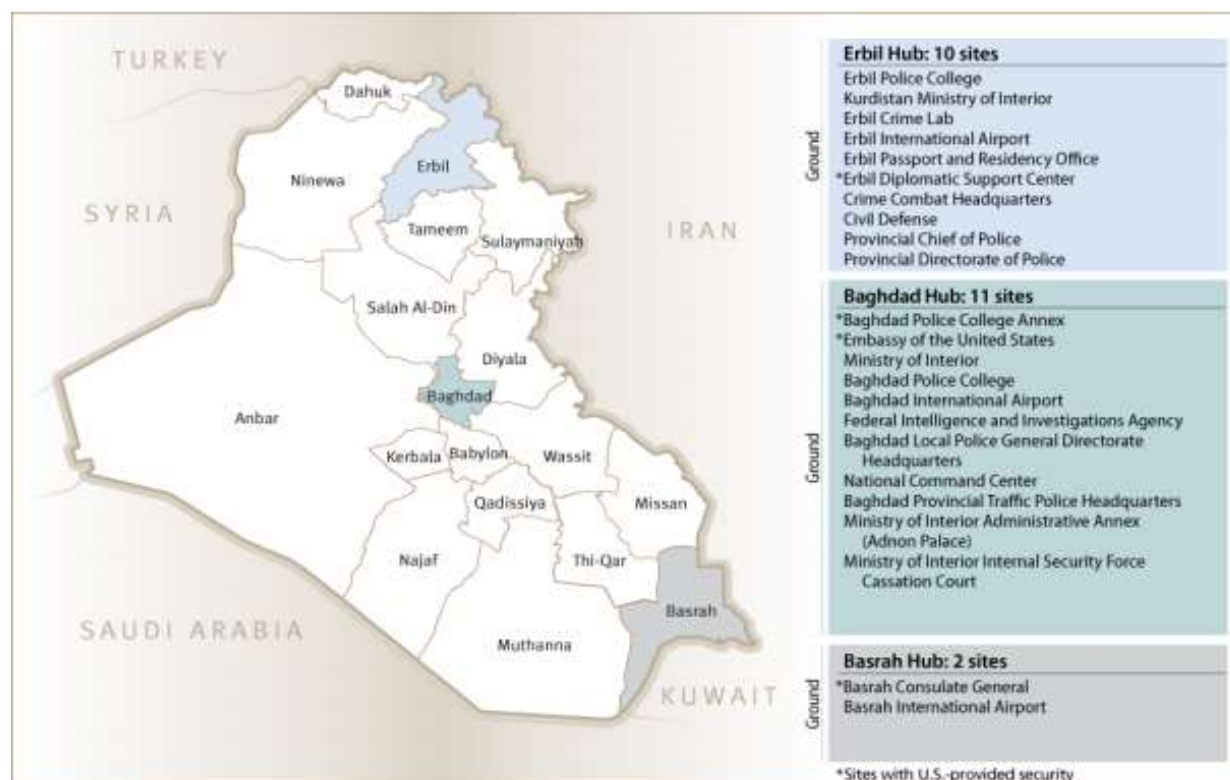 TURKEY
Dahuk
Erbil
Ninewa
SYRIA
Tameem
Sulaymaniyah
IRAN
Salah Al-Din
Diyala
Baghdad
Anbar
Kerbala
Babylon
Wassit
Qadissiya
Missan
Najaf
Thi-Qar
Basrah
SAUDI ARABIA
Muthanna
KUWAIT
Ground
Erbil Hub: 10 sites
Erbil Police College
Kurdistan Ministry of Interior
Erbil Crime Lab
Erbil International Airport
Erbil Passport and Residency Office
*Erbil Diplomatic Support Center
Crime Combat Headquarters
Civil Defense
Provincial Chief of Police
Provincial Directorate of Police
Ground
Baghdad Hub: 11 sites
*Baghdad Police College Annex
*Embassy of the United States
Ministry of Interior
Baghdad Police College
Baghdad International Airport
Federal Intelligence and Investigations Agency
Baghdad Local Police General Directorate
Headquarters
National Command Center
Baghdad Provincial Traffic Police Headquarters
Ministry of Interior Administrative Annex
(Adnon Palace)
Ministry of Interior Internal Security Force
Cassation Court
Ground
Basrah Hub: 2 sites
*Basrah Consulate General
Basrah International Airport
*Sites with U.S.-provided security